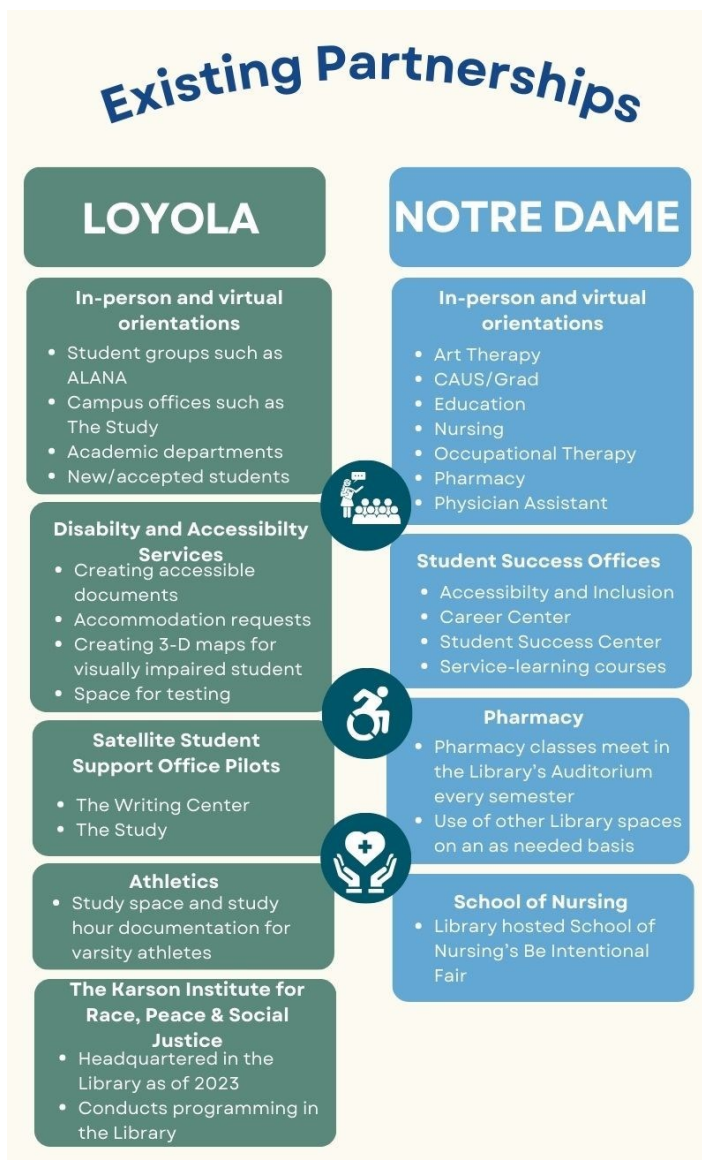 Existing Partnerships
LOYOLA
In-person and virtual
orientations
• Student groups such as
ALANA
• Campus offices such as
The Study
• Academic departments
• New/accepted students
Disabilty and Accessibilty
Services
• Creating accessible
documents
• Accommodation requests
• Creating 3-D maps for
visually impaired student
• Space for testing
Satellite Student
Support Office Pilots
• The Writing Center
• The Study
Athletics
• Study space and study
hour documentation for
varsity athletes
The Karson Institute for
Race, Peace & Social
Justice
• Headquartered in the
Library as of 2023
• Conducts programming in
the Library
NOTRE DAME
In-person and virtual
orientations
• Art Therapy
• CAUS/Grad
• Education
• Nursing
• Occupational Therapy
• Pharmacy
• Physician Assistant
Student Success Offices
• Accessibilty and Inclusion
• Career Center
• Student Success Center
• Service-learning courses
Pharmacy
• Pharmacy classes meet in
the Library's Auditorium
every semester
• Use of other Library spaces
on an as needed basis
School of Nursing
• Library hosted School of
Nursing's Be Intentional
Fair